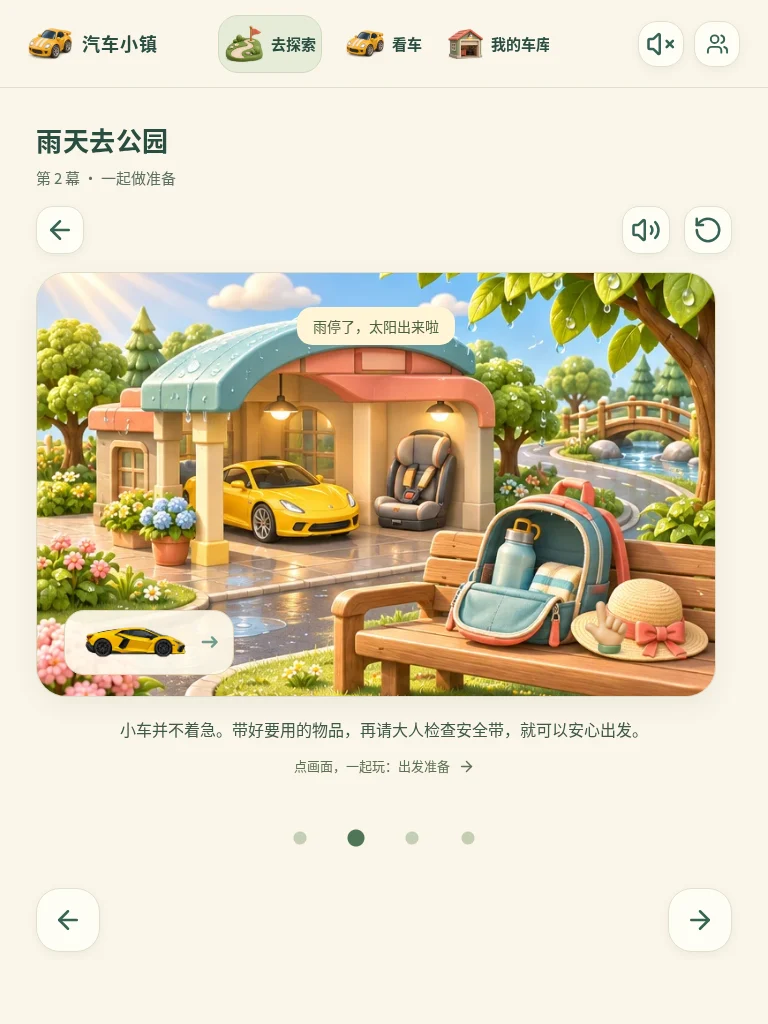 汽车小镇
去探索
看车
我的车库
雨天去公园
第 2 幕 · 一起做准备
雨停了，太阳出来啦
小车并不着急。带好要用的物品，再请大人检查安全带，就可以安心出发。
点画面，一起玩：出发准备